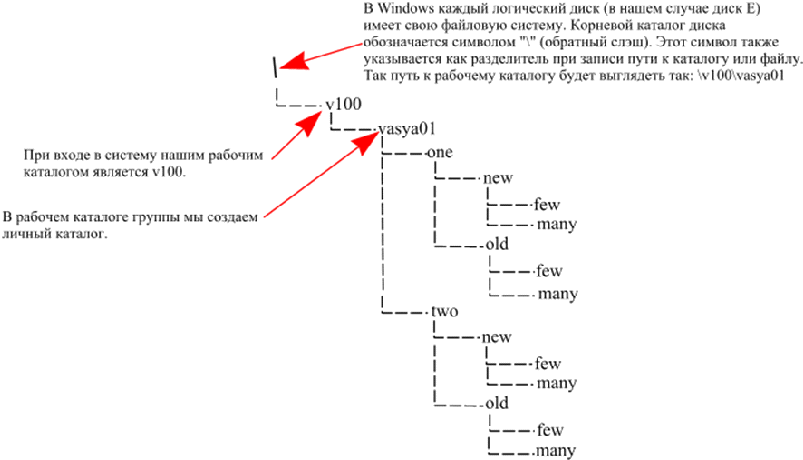 В Windows каждый логический диск (в нашем случае диск E)
имеет свою файловую систему. Корневой каталог диска
обозначается символом "\" (обратный слэш). Этот символ также
указывается как разделитель при записи пути к каталогу или файлу.
Так путь к рабочему каталогу будет выглядеть так: \v100\vasya01
\
v100
vasya01
При входе в систему нашим рабочим
каталогом является v100.
В рабочем каталоге группы мы создаем
личный каталог.
one
new
few
many
old
few
many
two
new
few
many
old
few
many